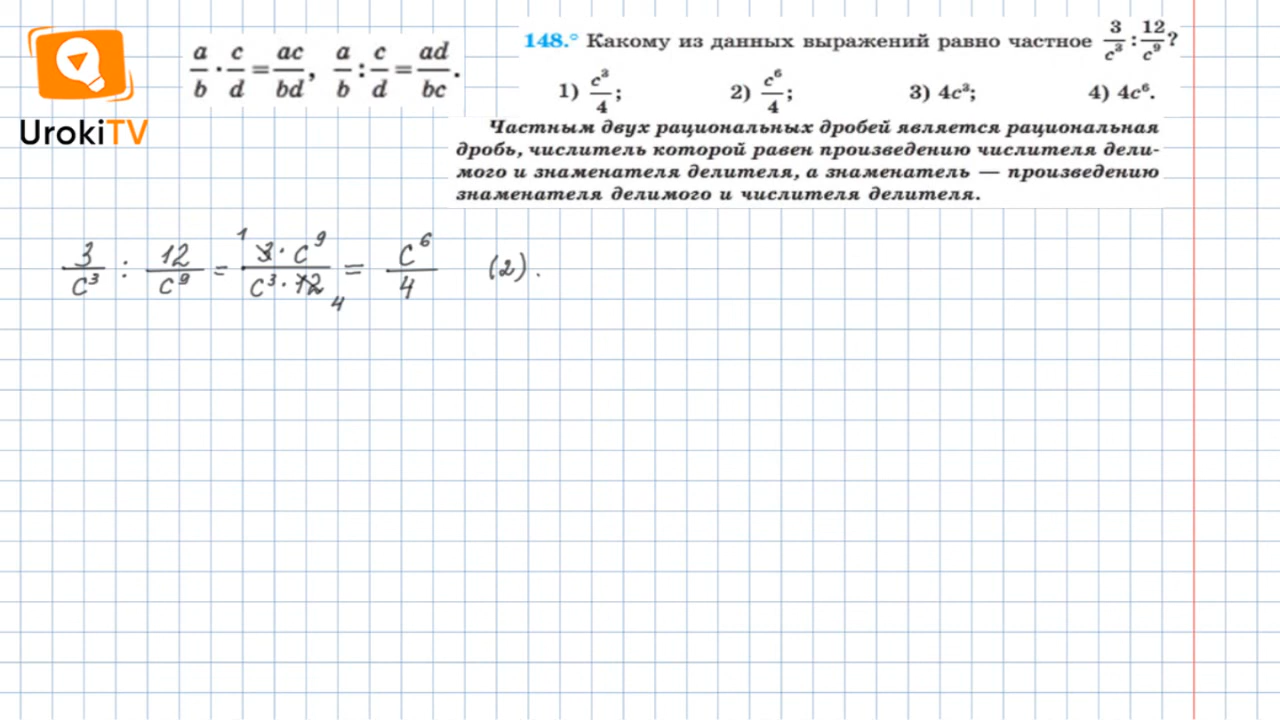 UrokiTV
a/b · c/d = ac/bd, a/b : c/d = ad/bc.
148.° Какому из данных выражений равно частное 3/c³ : 12/c⁹?
1) c³/4; 2) c⁶/4; 3) 4c³; 4) 4c⁶.
Частным двух рациональных дробей является рациональная
дробь, числитель которой равен произведению числителя дели-
мого и знаменателя делителя, а знаменатель — произведению
знаменателя делимого и числителя делителя.
3/c³ : 12/c⁹ = 1 3 · c⁹/c³ · 12 4 = c⁶/4 (2).